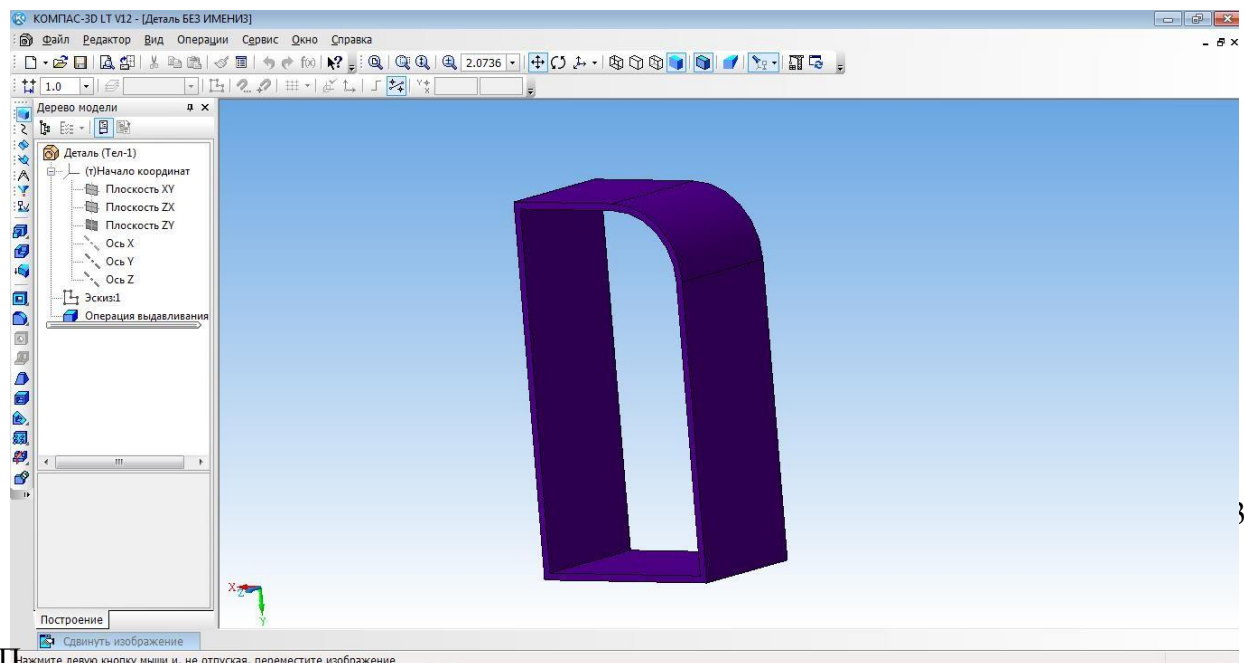 КОМПАС-3D LT V12 - [Деталь БЕЗ ИМЕНИ3]
Файл Редактор Вид Операции Сервис Окно Справка
2.0736
1.0
Дерево модели
Деталь (Тел-1)
(т)Начало координат
Плоскость XY
Плоскость ZX
Плоскость ZY
Ось X
Ось Y
Ось Z
Эскиз:1
Операция выдавливания
З
X
Z
Y
Построение
Сдвинуть изображение
П
Нажмите левую кнопку мыши и, не отпуская, переместите изображение